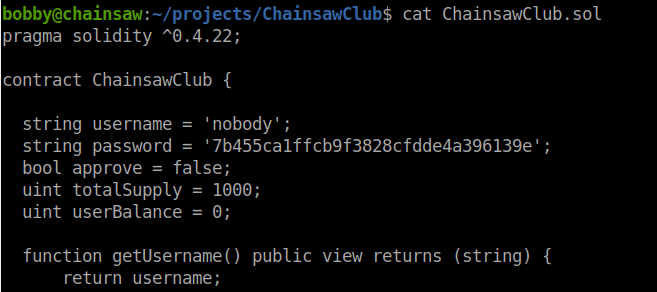 bobby@chainsaw:~/projects/ChainsawClub$ cat ChainsawClub.sol
pragma solidity ^0.4.22;
contract ChainsawClub {
string username = 'nobody';
string password = '7b455ca1ffcb9f3828cfdde4a396139e';
bool approve = false;
uint totalSupply = 1000;
uint userBalance = 0;
function getUsername() public view returns (string) {
return username;